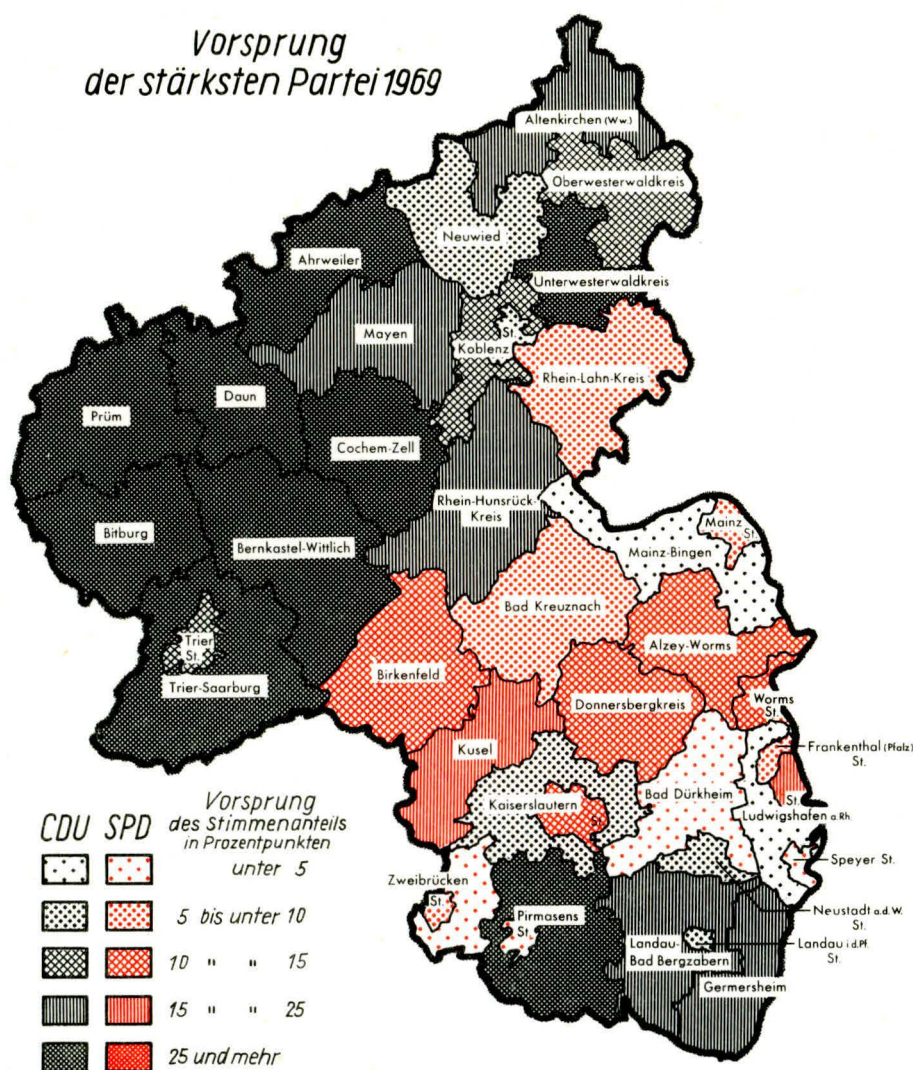 Vorsprung
der stärksten Partei 1969
Altenkirchen (Ww.)
Oberwesterwaldkreis
Neuwied
Ahrweiler
Unterwesterwaldkreis
Mayen
St.
Koblenz
Rhein-Lahn-Kreis
Daun
Prüm
Cochem-Zell
Rhein-Hunsrück-
Kreis
Mainz
St.
Bitburg
Bernkastel-Wittlich
Mainz-Bingen
Bad Kreuznach
Trier
St.
Alzey-Worms
Birkenfeld
Trier-Saarburg
Donnersbergkreis
Worms
St.
Kusel
Frankenthal (Pfalz)
St.
Bad Dürkheim
St.
Kaiserslautern
St.
Ludwigshafen a.Rh.
Speyer St.
Zweibrücken
St.
Pirmasens
St.
Neustadt a.d.W.
St.
Landau-
Bad Bergzabern
Landau i.d.Pf.
St.
Germersheim
CDU SPD
Vorsprung
des Stimmenanteils
in Prozentpunkten
unter 5
5 bis unter 10
10 " " 15
15 " " 25
25 und mehr